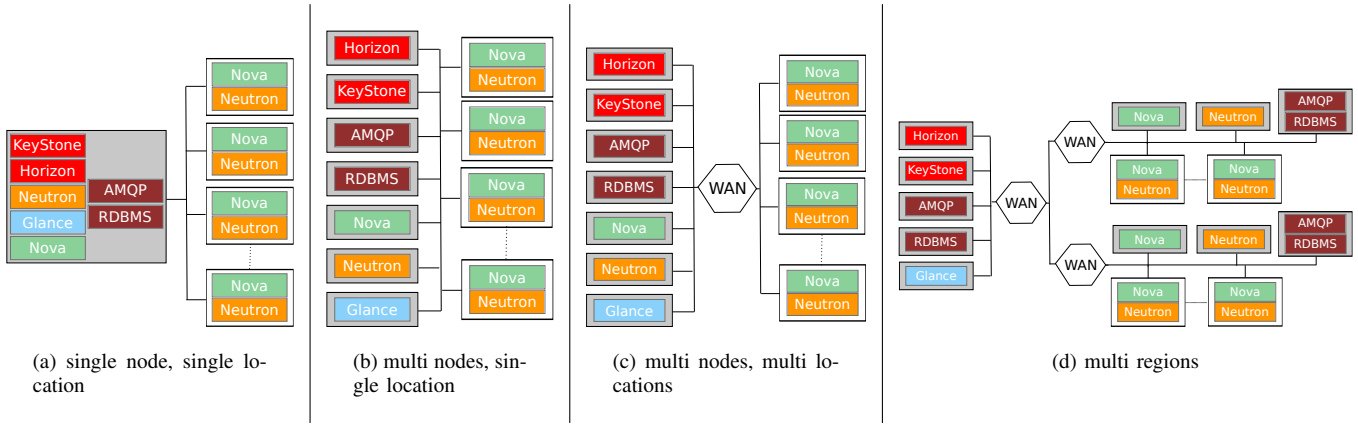 KeyStone
Horizon
Neutron
Glance
Nova
AMQP
RDBMS
Nova
Neutron
Nova
Neutron
Nova
Neutron
Nova
Neutron
(a) single node, single lo-
cation
Horizon
KeyStone
AMQP
RDBMS
Nova
Neutron
Glance
Nova
Neutron
Nova
Neutron
Nova
Neutron
Nova
Neutron
(b) multi nodes, sin-
gle location
Horizon
KeyStone
AMQP
RDBMS
Nova
Neutron
Glance
WAN
Nova
Neutron
Nova
Neutron
Nova
Neutron
Nova
Neutron
(c) multi nodes, multi lo-
cations
Horizon
KeyStone
AMQP
RDBMS
Glance
WAN
WAN
Nova
Neutron
AMQP
RDBMS
Nova
Neutron
Nova
Neutron
WAN
Nova
Neutron
AMQP
RDBMS
Nova
Neutron
Nova
Neutron
(d) multi regions